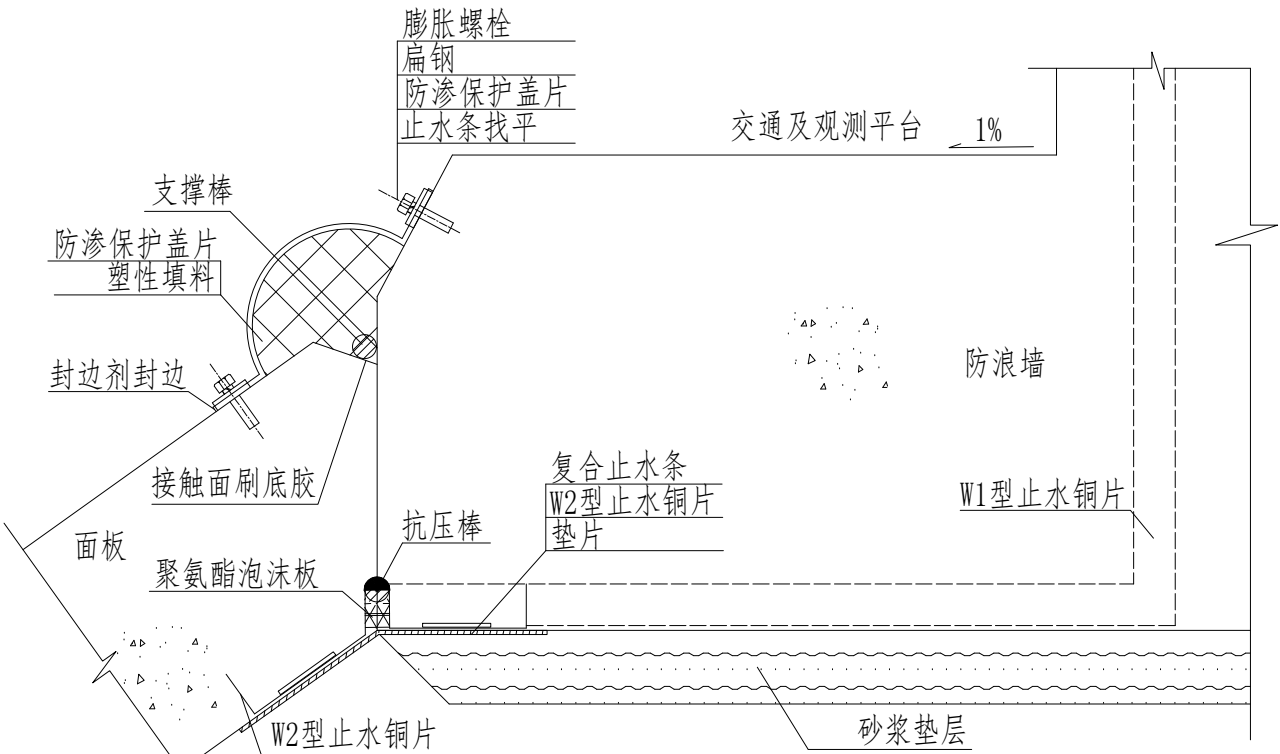 膨胀螺栓
扁钢
防渗保护盖片
止水条找平
交通及观测平台 1%
支撑棒
防渗保护盖片
塑性填料
封边剂封边
防浪墙
接触面刷底胶
复合止水条
W2型止水铜片
垫片
W1型止水铜片
抗压棒
面板
聚氨酯泡沫板
W2型止水铜片
砂浆垫层